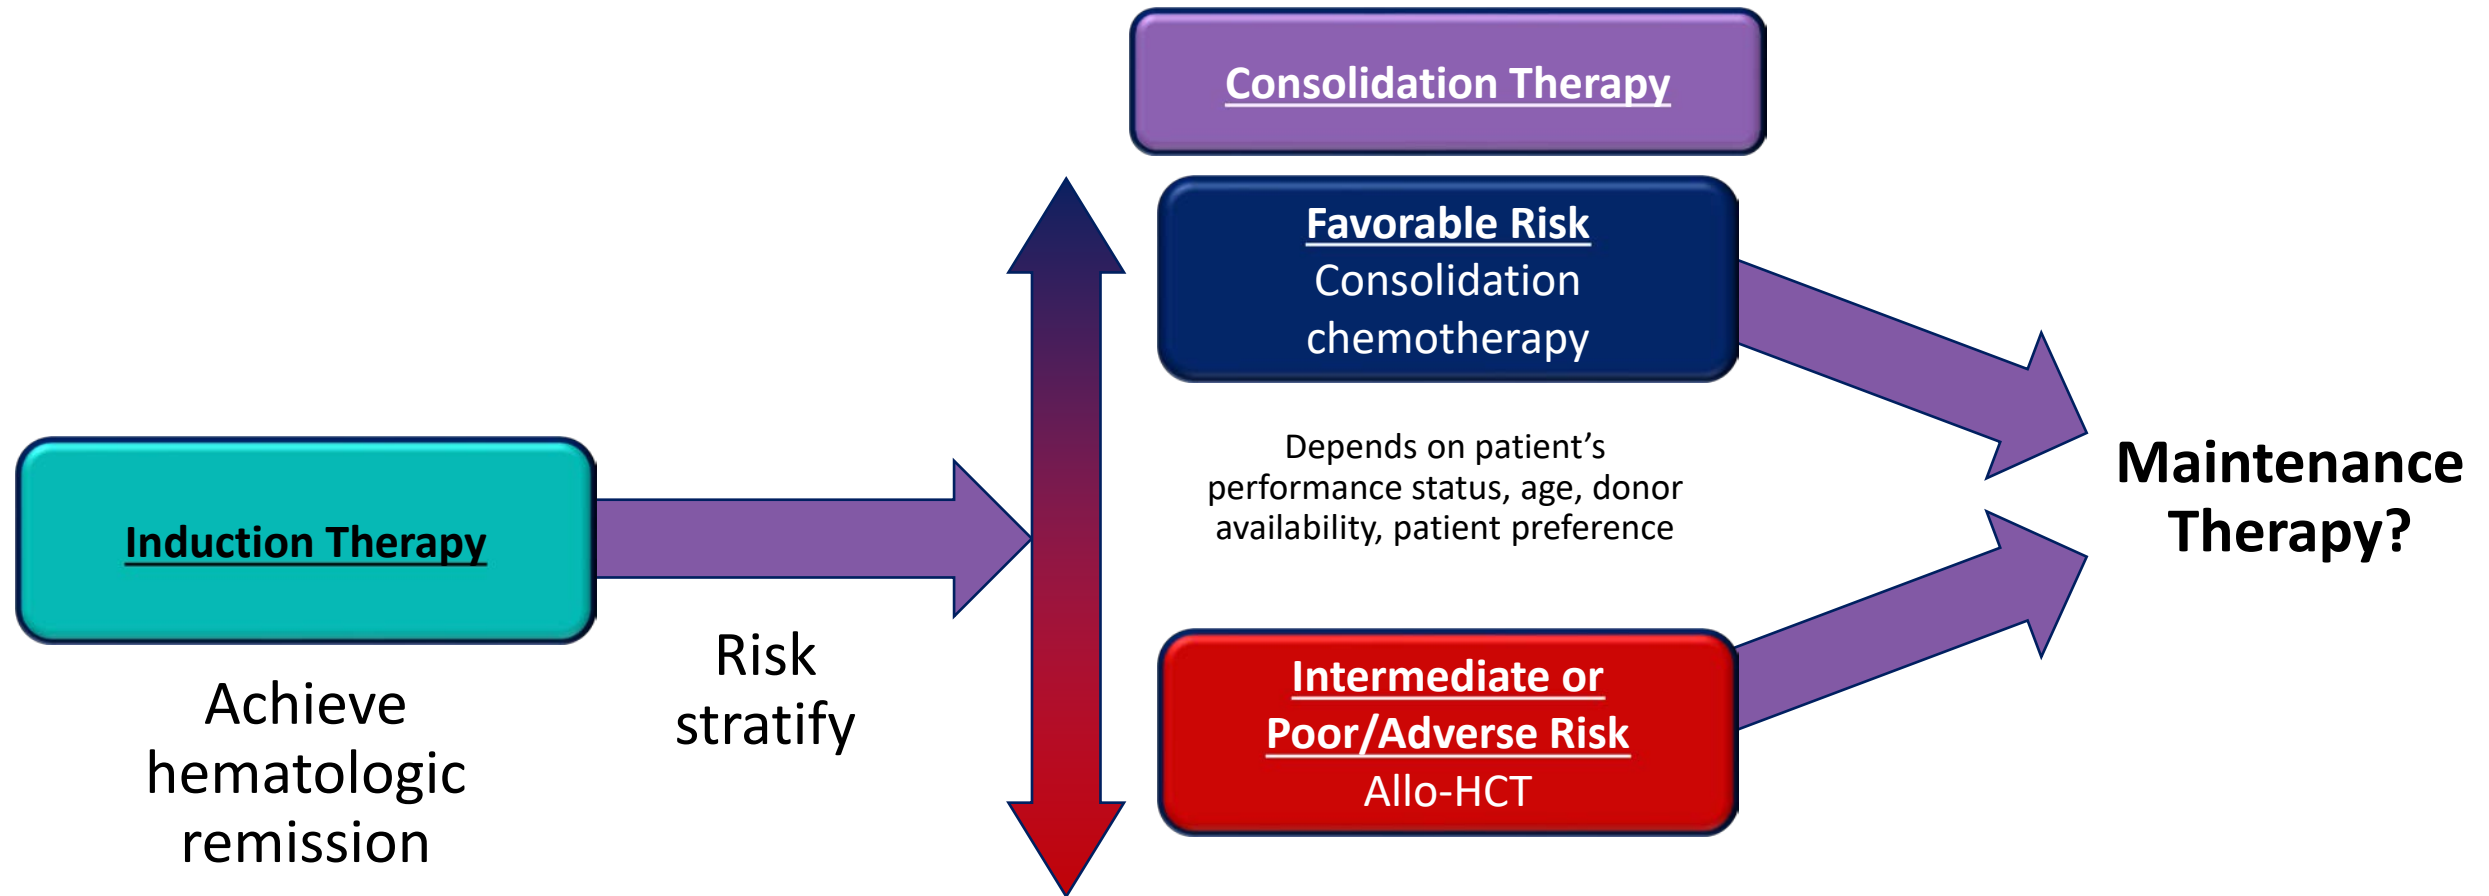 Consolidation Therapy
Favorable Risk
Consolidation
chemotherapy
Depends on patient’s
performance status, age, donor
availability, patient preference
Induction Therapy
Achieve
hematologic
remission
Risk
stratify
Intermediate or
Poor/Adverse Risk
Allo-HCT
Maintenance
Therapy?